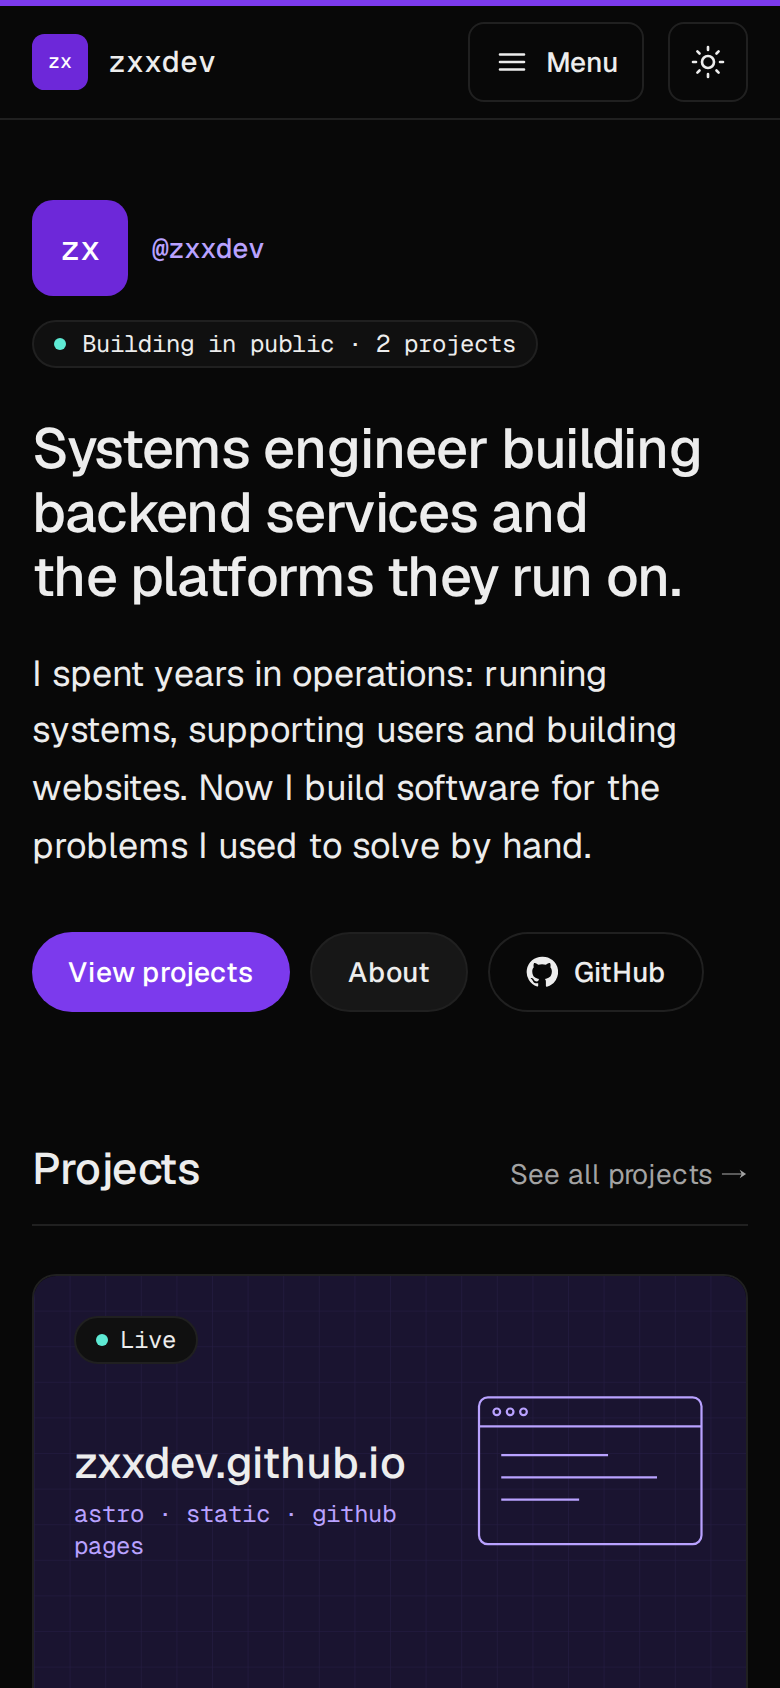 zx zxxdev Menu
zx @zxxdev
Building in public · 2 projects
Systems engineer building
backend services and
the platforms they run on.
I spent years in operations: running
systems, supporting users and building
websites. Now I build software for the
problems I used to solve by hand.
View projects About GitHub
Projects See all projects →
Live
zxxdev.github.io
astro · static · github
pages